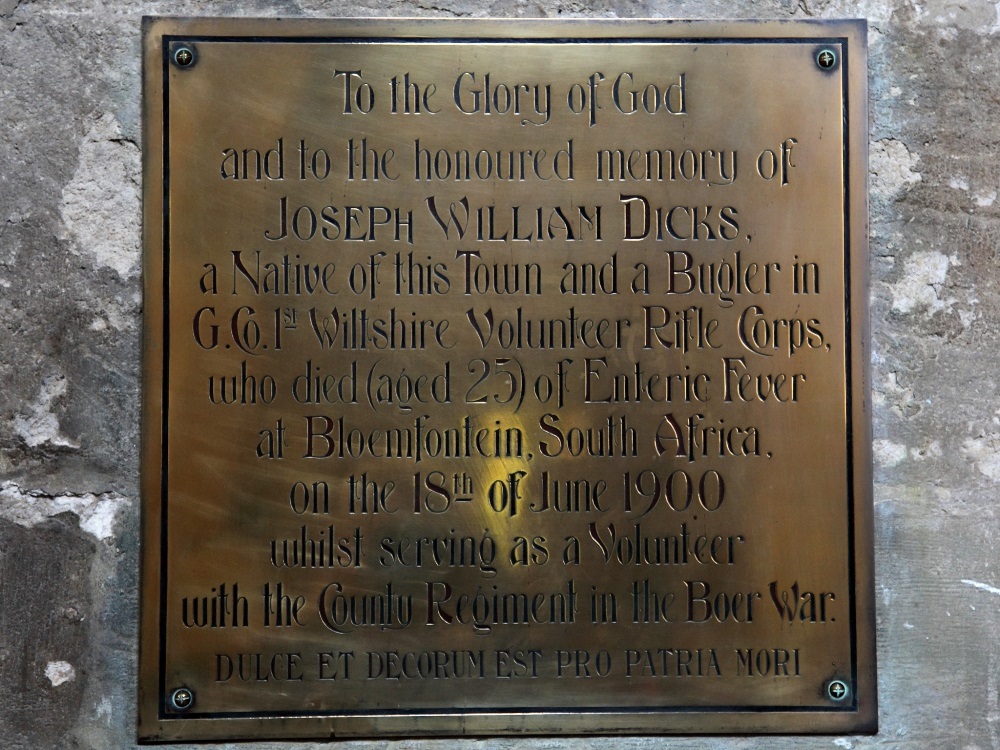 To the Glory of God
and to the honoured memory of
JOSEPH WILLIAM DICKS,
a Native of this Town and a Bugler in
G.Co. 1st Wiltshire Volunteer Rifle Corps,
who died (aged 25) of Enteric Fever
at Bloemfontein, South Africa,
on the 18th of June 1900
whilst serving as a Volunteer
with the County Regiment in the Boer War.
DULCE ET DECORUM EST PRO PATRIA MORI